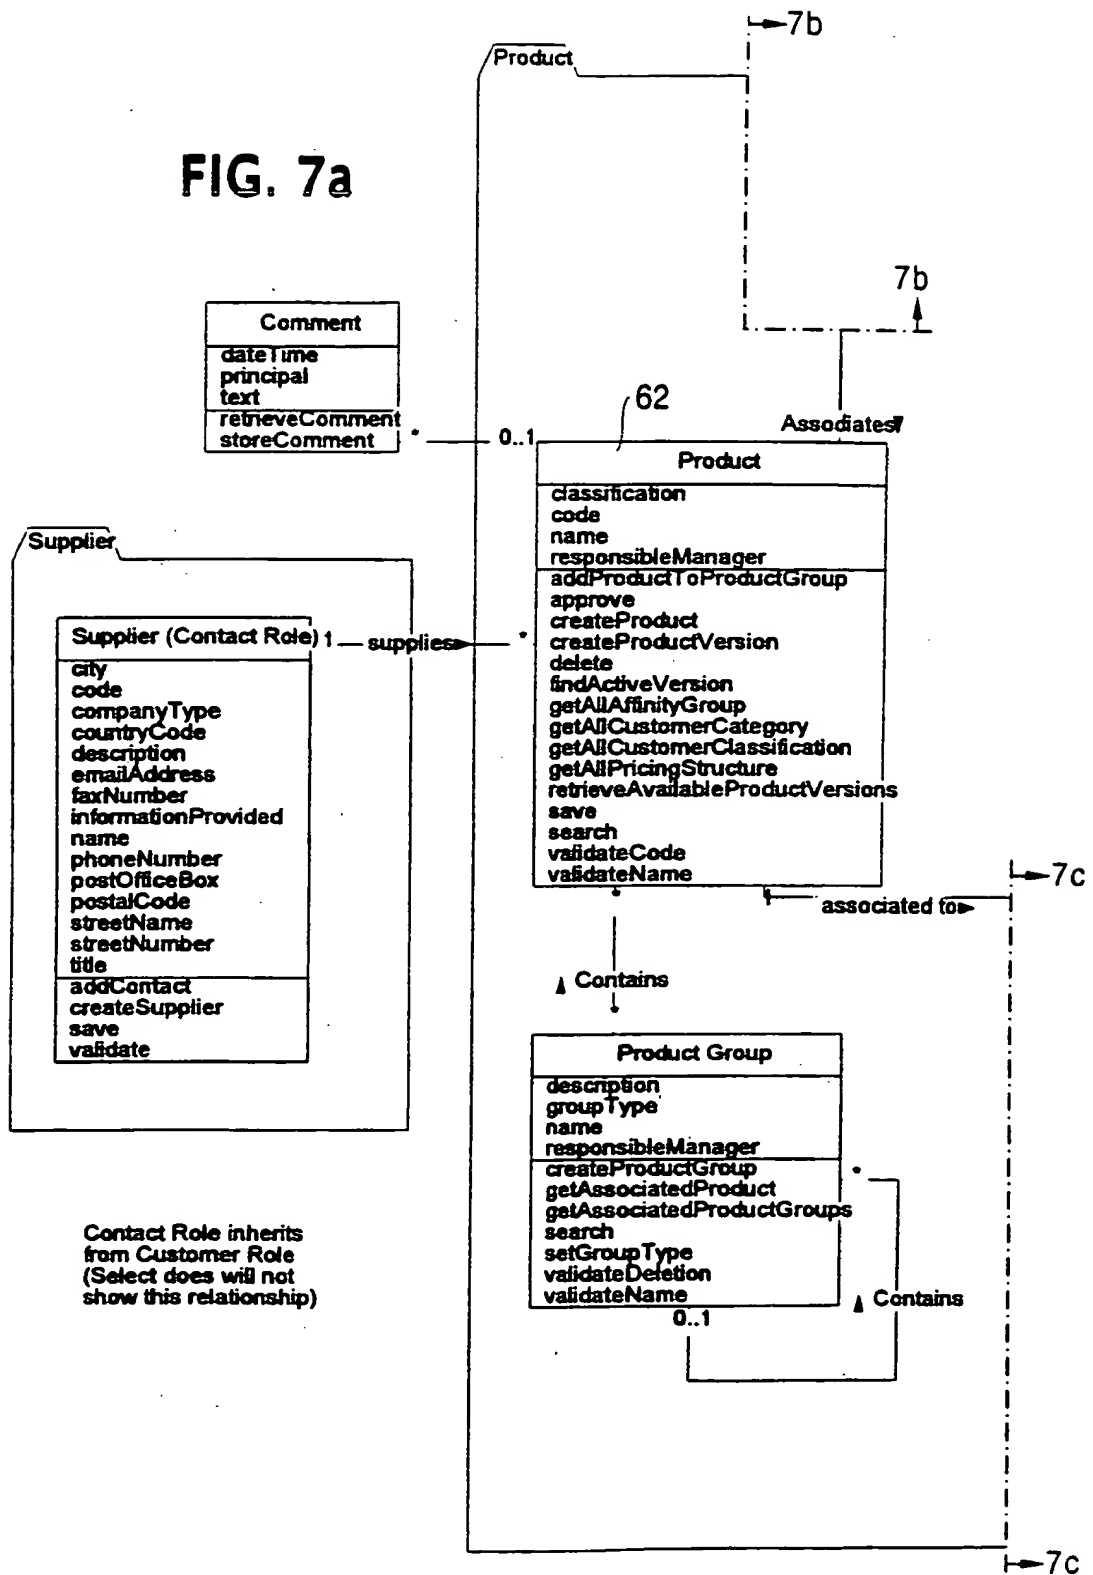 7b
Product
FIG. 7a
7b
Comment
dateTime
principal
text
retrieveComment
storeComment
*
0..1
62
Associates
Product
classification
code
name
responsibleManager
addProductToProductGroup
approve
createProduct
createProductVersion
delete
findActiveVersion
getAllAffinityGroup
getAllCustomerCategory
getAllCustomerClassification
getAllPricingStructure
retrieveAvailableProductVersions
save
search
validateCode
validateName
Supplier
Supplier (Contact Role)
1
supplies
*
city
code
companyType
countryCode
description
emailAddress
faxNumber
informationProvided
name
phoneNumber
postOfficeBox
postalCode
streetName
streetNumber
title
addContact
createSupplier
save
validate
7c
*
associated to
Contains
*
Product Group
description
groupType
name
responsibleManager
createProductGroup
getAssociatedProduct
getAssociatedProductGroups
search
setGroupType
validateDeletion
validateName
*
0..1
Contains
Contact Role inherits
from Customer Role
(Select does will not
show this relationship)
7c